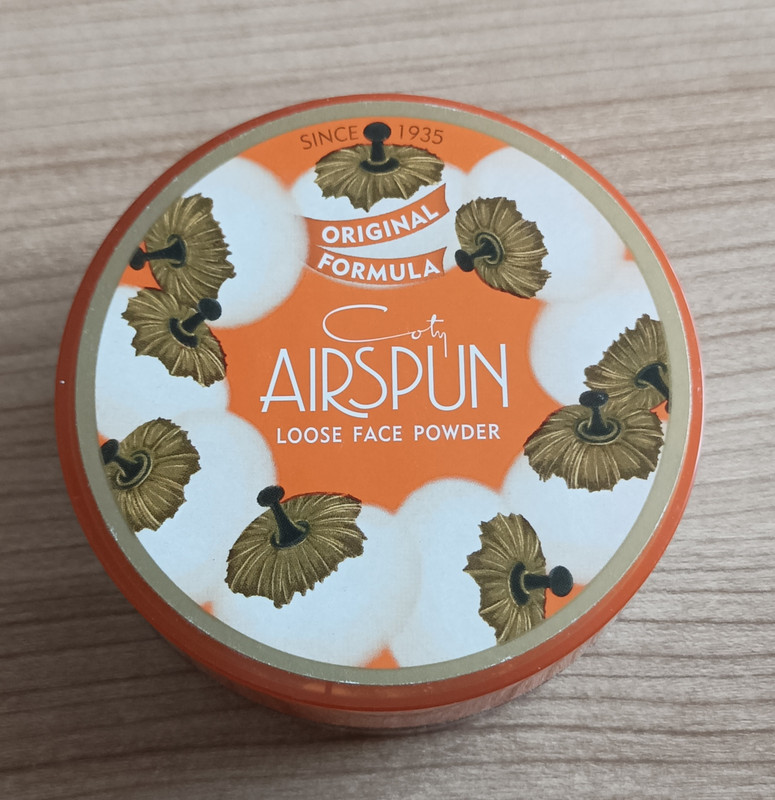 SINCE 1935
ORIGINAL
FORMULA
Coty
AIRSPUN
LOOSE FACE POWDER